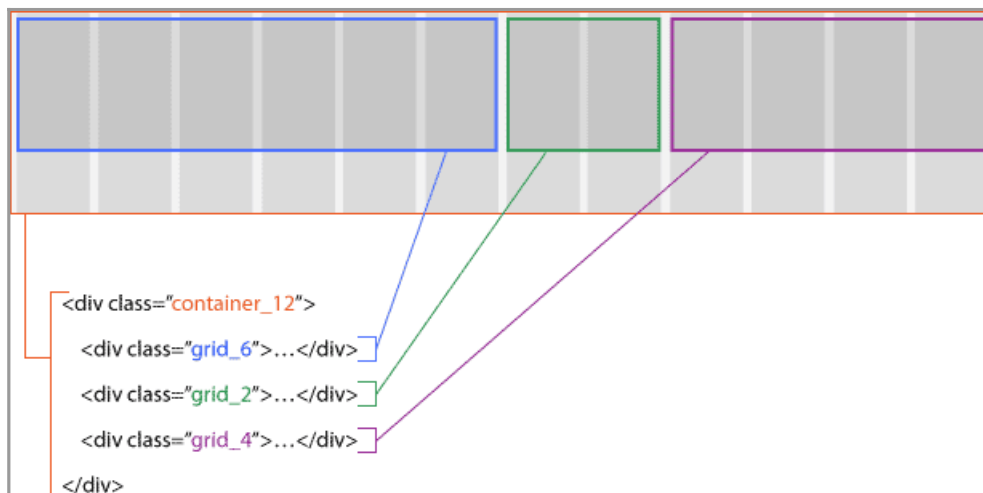 <div class=”container_12”>
<div class=”grid_6”>…</div>
<div class=”grid_2”>…</div>
<div class=”grid_4”>…</div>
</div>